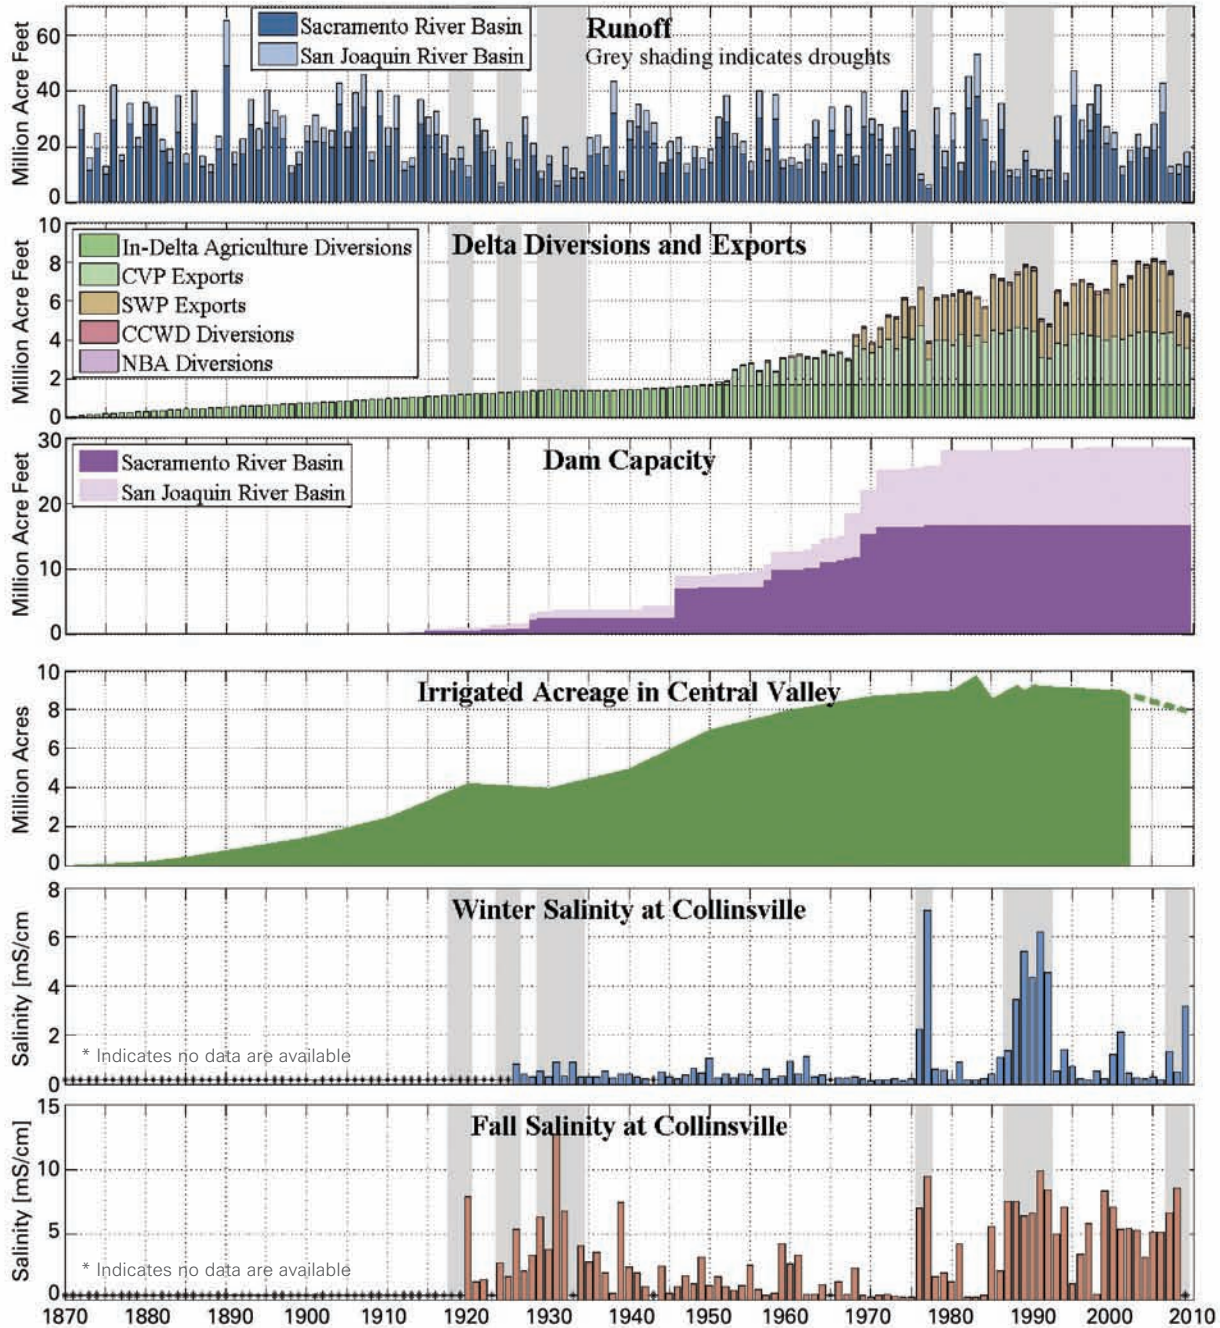 Runoff
Grey shading indicates droughts
Sacramento River Basin
San Joaquin River Basin
Million Acre Feet
60
40
20
0
Delta Diversions and Exports
In-Delta Agriculture Diversions
CVP Exports
SWP Exports
CCWD Diversions
NBA Diversions
Million Acre Feet
10
8
6
4
2
0
Dam Capacity
Sacramento River Basin
San Joaquin River Basin
Million Acre Feet
30
20
10
0
Irrigated Acreage in Central Valley
Million Acres
10
8
6
4
2
0
Winter Salinity at Collinsville
Salinity [mS/cm
8
6
4
2
0
* Indicates no data are available
Fall Salinity at Collinsville
Salinity [mS/cm]
15
10
5
0
* Indicates no data are available
1870 1880 1890 1900 1910 1920 1930 1940 1950 1960 1970 1980 1990 2000 2010